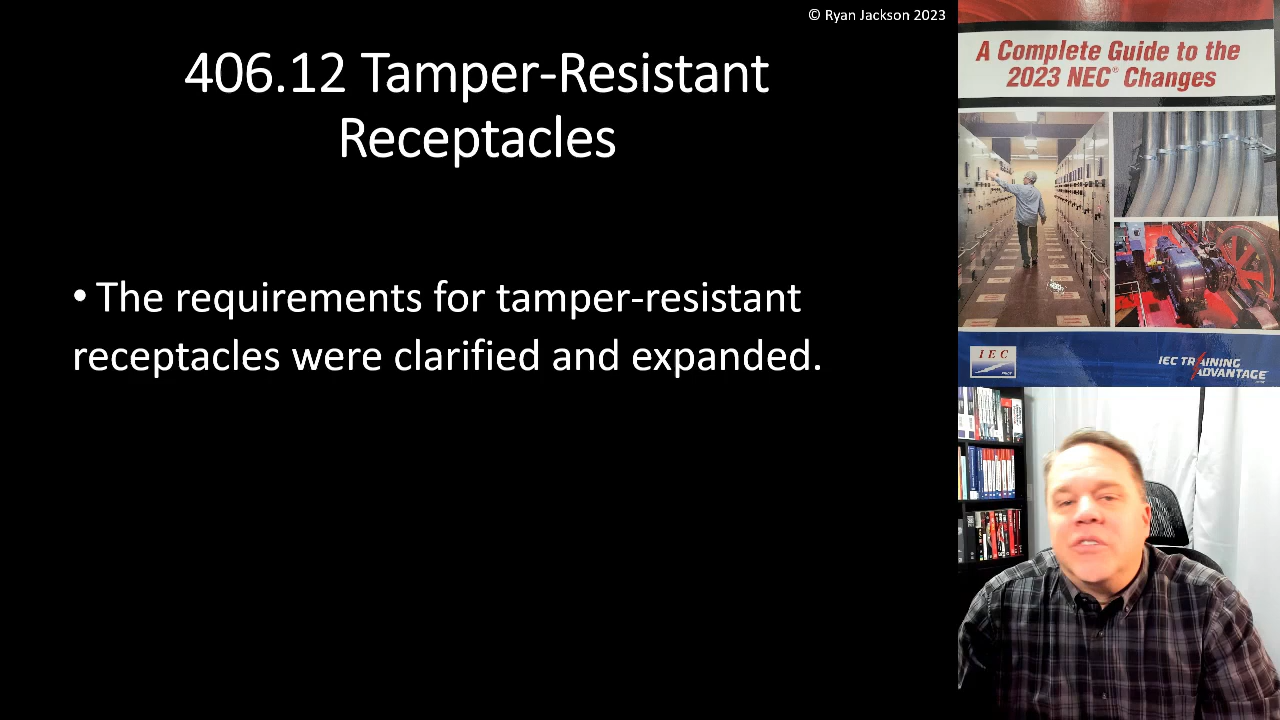 © Ryan Jackson 2023
406.12 Tamper-Resistant
Receptacles
• The requirements for tamper-resistant
receptacles were clarified and expanded.
A Complete Guide to the
2023 NEC® Changes
IEC
IEC TRAINING
ADVANTAGE